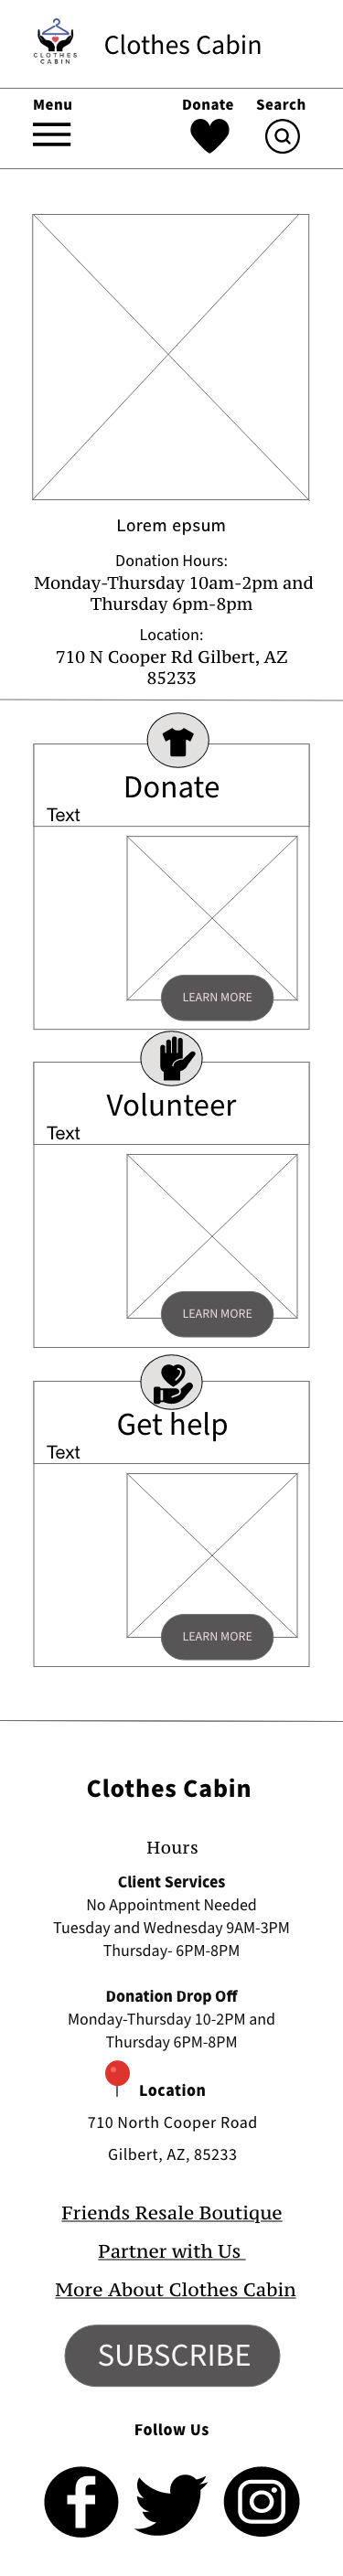 CLOTHES
CABIN
Clothes Cabin
Menu
Donate
Search
Lorem epsum
Donation Hours:
Monday-Thursday 10am-2pm and
Thursday 6pm-8pm
Location:
710 N Cooper Rd Gilbert, AZ
85233
Donate
Text
LEARN MORE
Volunteer
Text
LEARN MORE
Get help
Text
LEARN MORE
Clothes Cabin
Hours
Client Services
No Appointment Needed
Tuesday and Wednesday 9AM-3PM
Thursday- 6PM-8PM
Donation Drop Off
Monday-Thursday 10-2PM and
Thursday 6PM-8PM
Location
710 North Cooper Road
Gilbert, AZ, 85233
Friends Resale Boutique
Partner with Us
More About Clothes Cabin
SUBSCRIBE
Follow Us